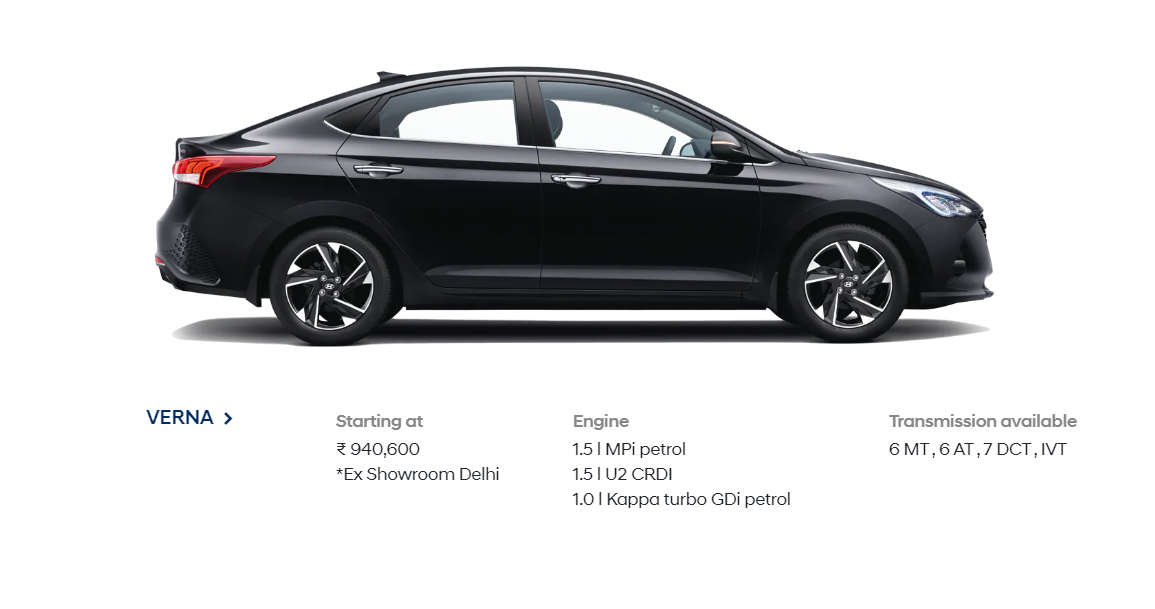 VERNA
Starting at
₹ 940,600
*Ex Showroom Delhi
Engine
1.5 l MPi petrol
1.5 l U2 CRDI
1.0 l Kappa turbo GDi petrol
Transmission available
6 MT , 6 AT , 7 DCT , IVT